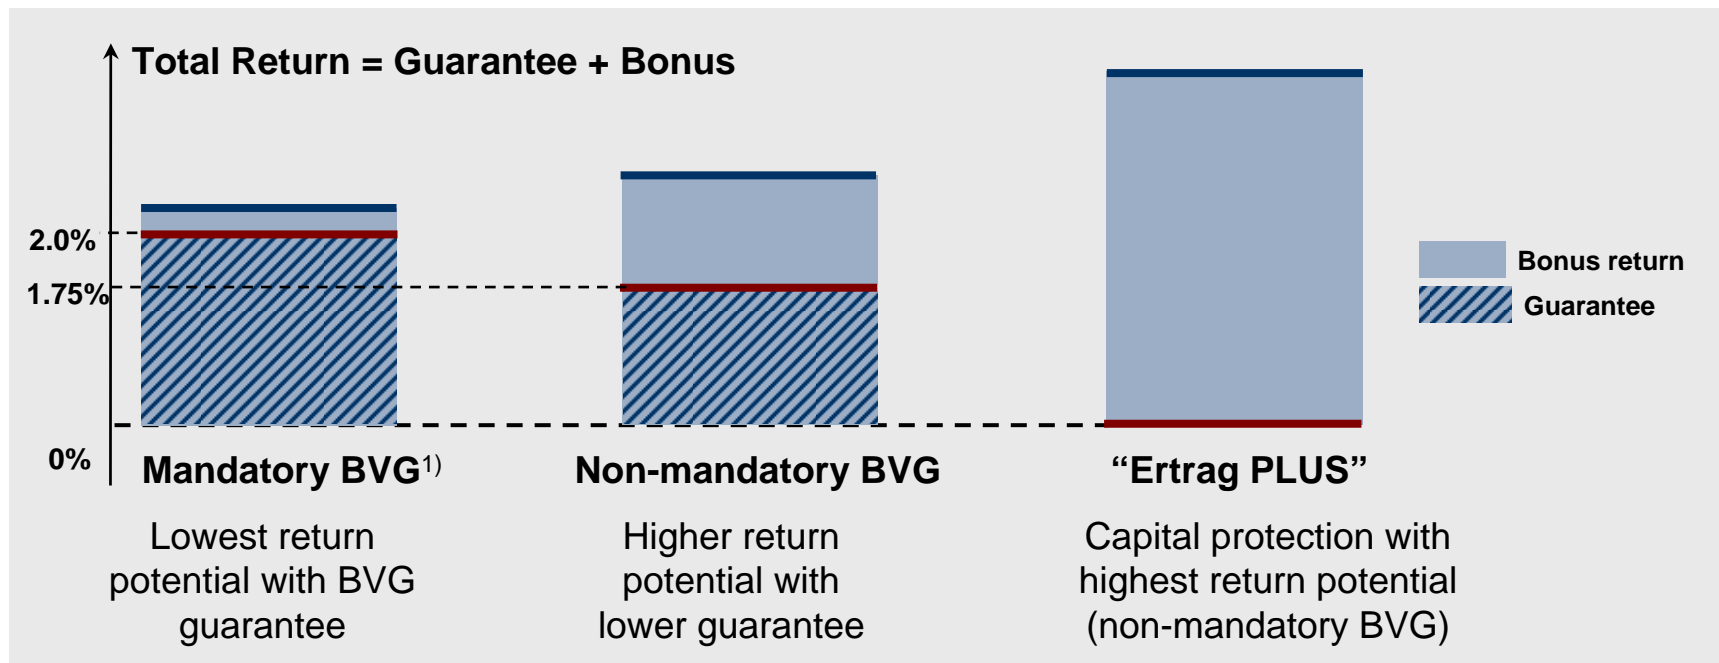 Total Return = Guarantee + Bonus
2.0%
1.75%
0%
Bonus return
Guarantee
Mandatory BVG1)
Non-mandatory BVG
“Ertrag PLUS”
Lowest return
potential with BVG
guarantee
Higher return
potential with
lower guarantee
Capital protection with
highest return potential
(non-mandatory BVG)